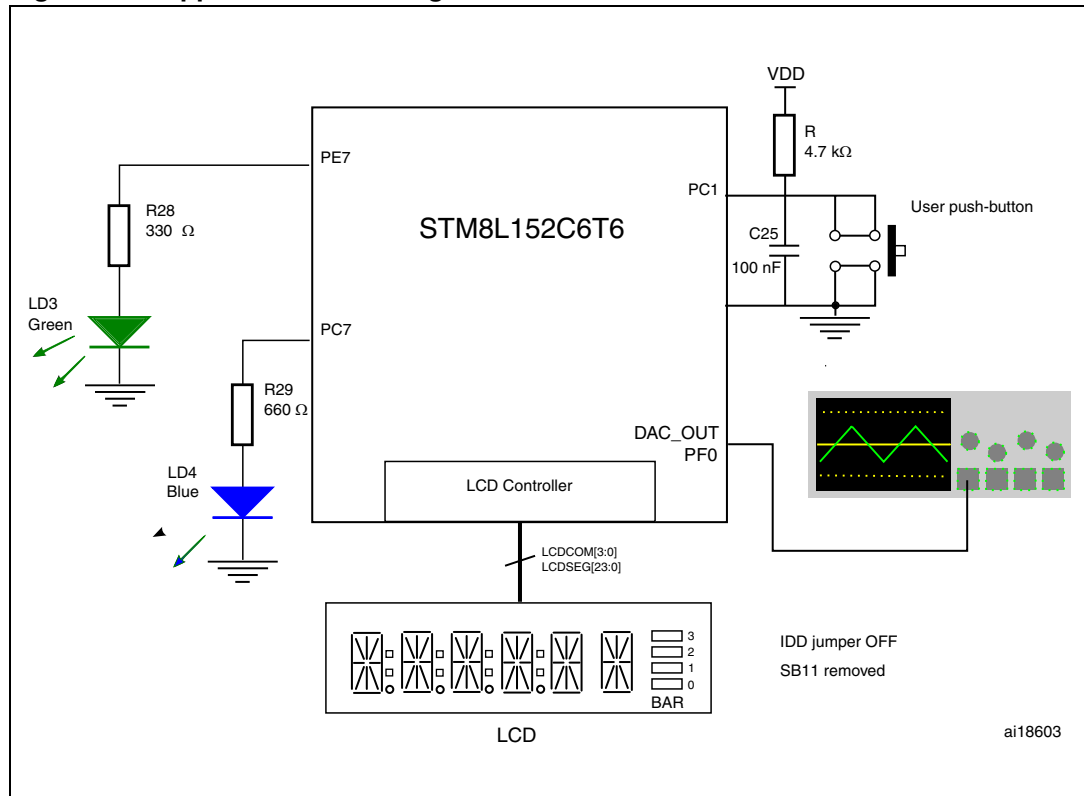 VDD
R
4.7 kΩ
PE7
PC1
R28
330 Ω
STM8L152C6T6
User push-button
C25
100 nF
LD3
Green
PC7
R29
660 Ω
DAC_OUT
PF0
LD4
Blue
LCD Controller
LCDCOM[3:0]
LCDSEG[23:0]
3
2
1
0
BAR
IDD jumper OFF
SB11 removed
LCD
ai18603